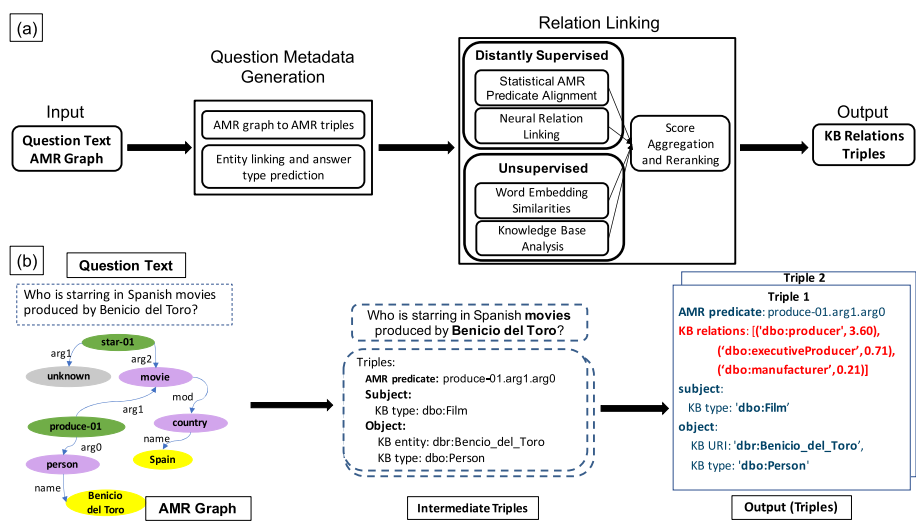 (a)
Relation Linking
Question Metadata
Generation
Distantly Supervised
Statistical AMR
Predicate Alignment
Neural Relation
Linking
Input
Question Text
AMR Graph
AMR graph to AMR triples
Entity linking and answer
type prediction
Score
Aggregation
and Reranking
Output
KB Relations
Triples
Unsupervised
Word Embedding
Similarities
Knowledge Base
Analysis
(b)
Question Text
Who is starring in Spanish movies
produced by Benicio del Toro?
star-01
arg1
arg2
unknown
movie
arg1
mod
produce-01
country
arg0
name
person
Spain
name
Benicio
del Toro
AMR Graph
Who is starring in Spanish movies
produced by Benicio del Toro?
Triples:
AMR predicate: produce-01.arg1.arg0
Subject:
KB type: dbo:Film
Object:
KB entity: dbr:Bencio_del_Toro
KB type: dbo:Person
Intermediate Triples
Triple 2
Triple 1
AMR predicate: produce-01.arg1.arg0
KB relations: [('dbo:producer', 3.60),
('dbo:executiveProducer', 0.71),
('dbo:manufacturer', 0.21)]
subject:
KB type: 'dbo:Film'
object:
KB URI: 'dbr:Benicio_del_Toro',
KB type: 'dbo:Person'
Output (Triples)